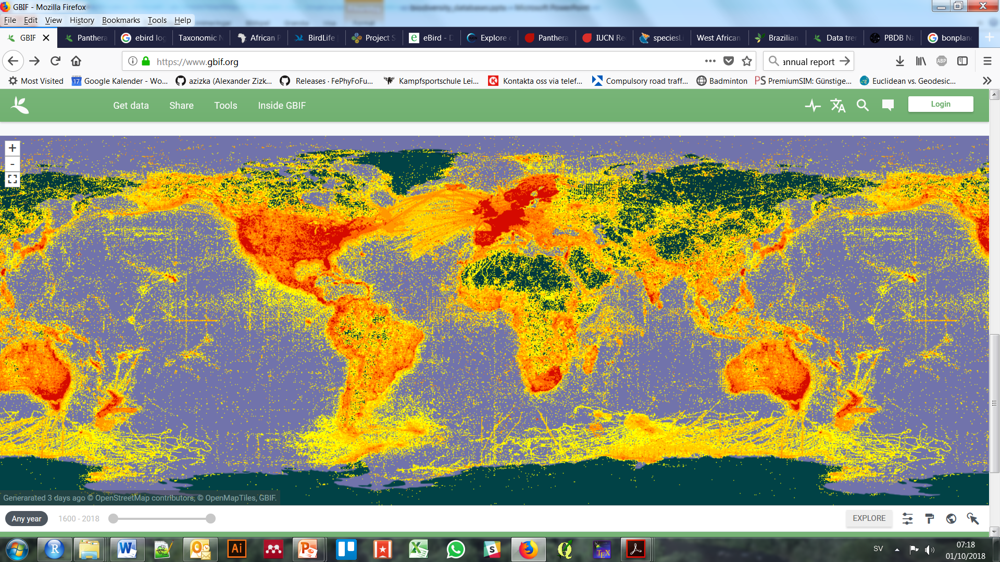 GBIF - Mozilla Firefox
File Edit View History Bookmarks Tools Help
GBIF Panthera ebird log Taxonomic N African P BirdLife Project S eBird - D Explore Panthera IUCN Re speciesLi West African Brazilian Data tren PBDB Na bonplan
https://www.gbif.org annual report
Most Visited Google Kalender - Wo... azizka (Alexander Zizk... Releases · FePhyFoFu... Kampfsportschule Lei... Kontakta oss via telef... Compulsory road traff... Badminton PremiumSIM: Günstige... Euclidean vs. Geodesic...
Get data Share Tools Inside GBIF Login
+
-
Generarated 3 days ago © OpenStreetMap contributors, © OpenMapTiles, GBIF.
Any year 1600 - 2018 EXPLORE
SV 07:18
01/10/2018